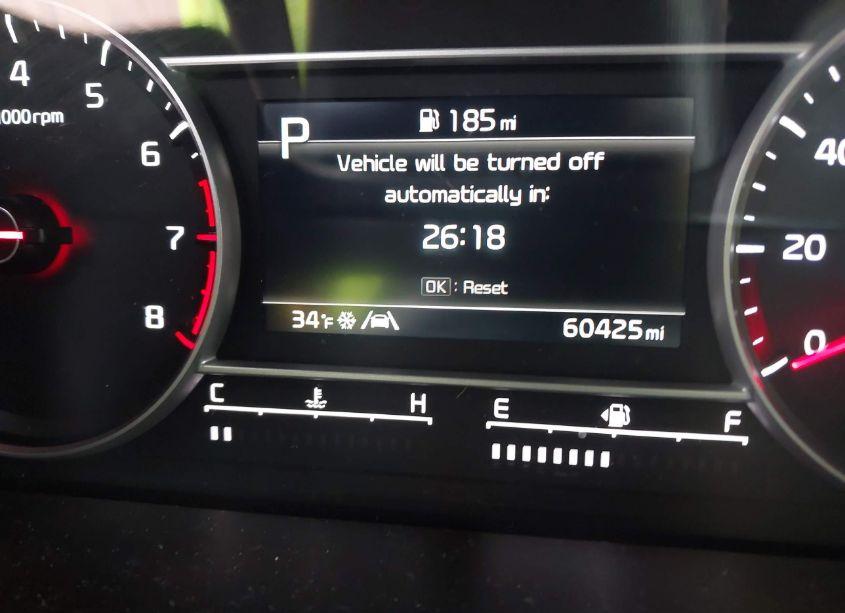 4
5
6
7
8
000rpm
P
185 mi
Vehicle will be turned off
automatically in:
26:18
OK : Reset
34°F
60425 mi
40
20
0
C H
E F